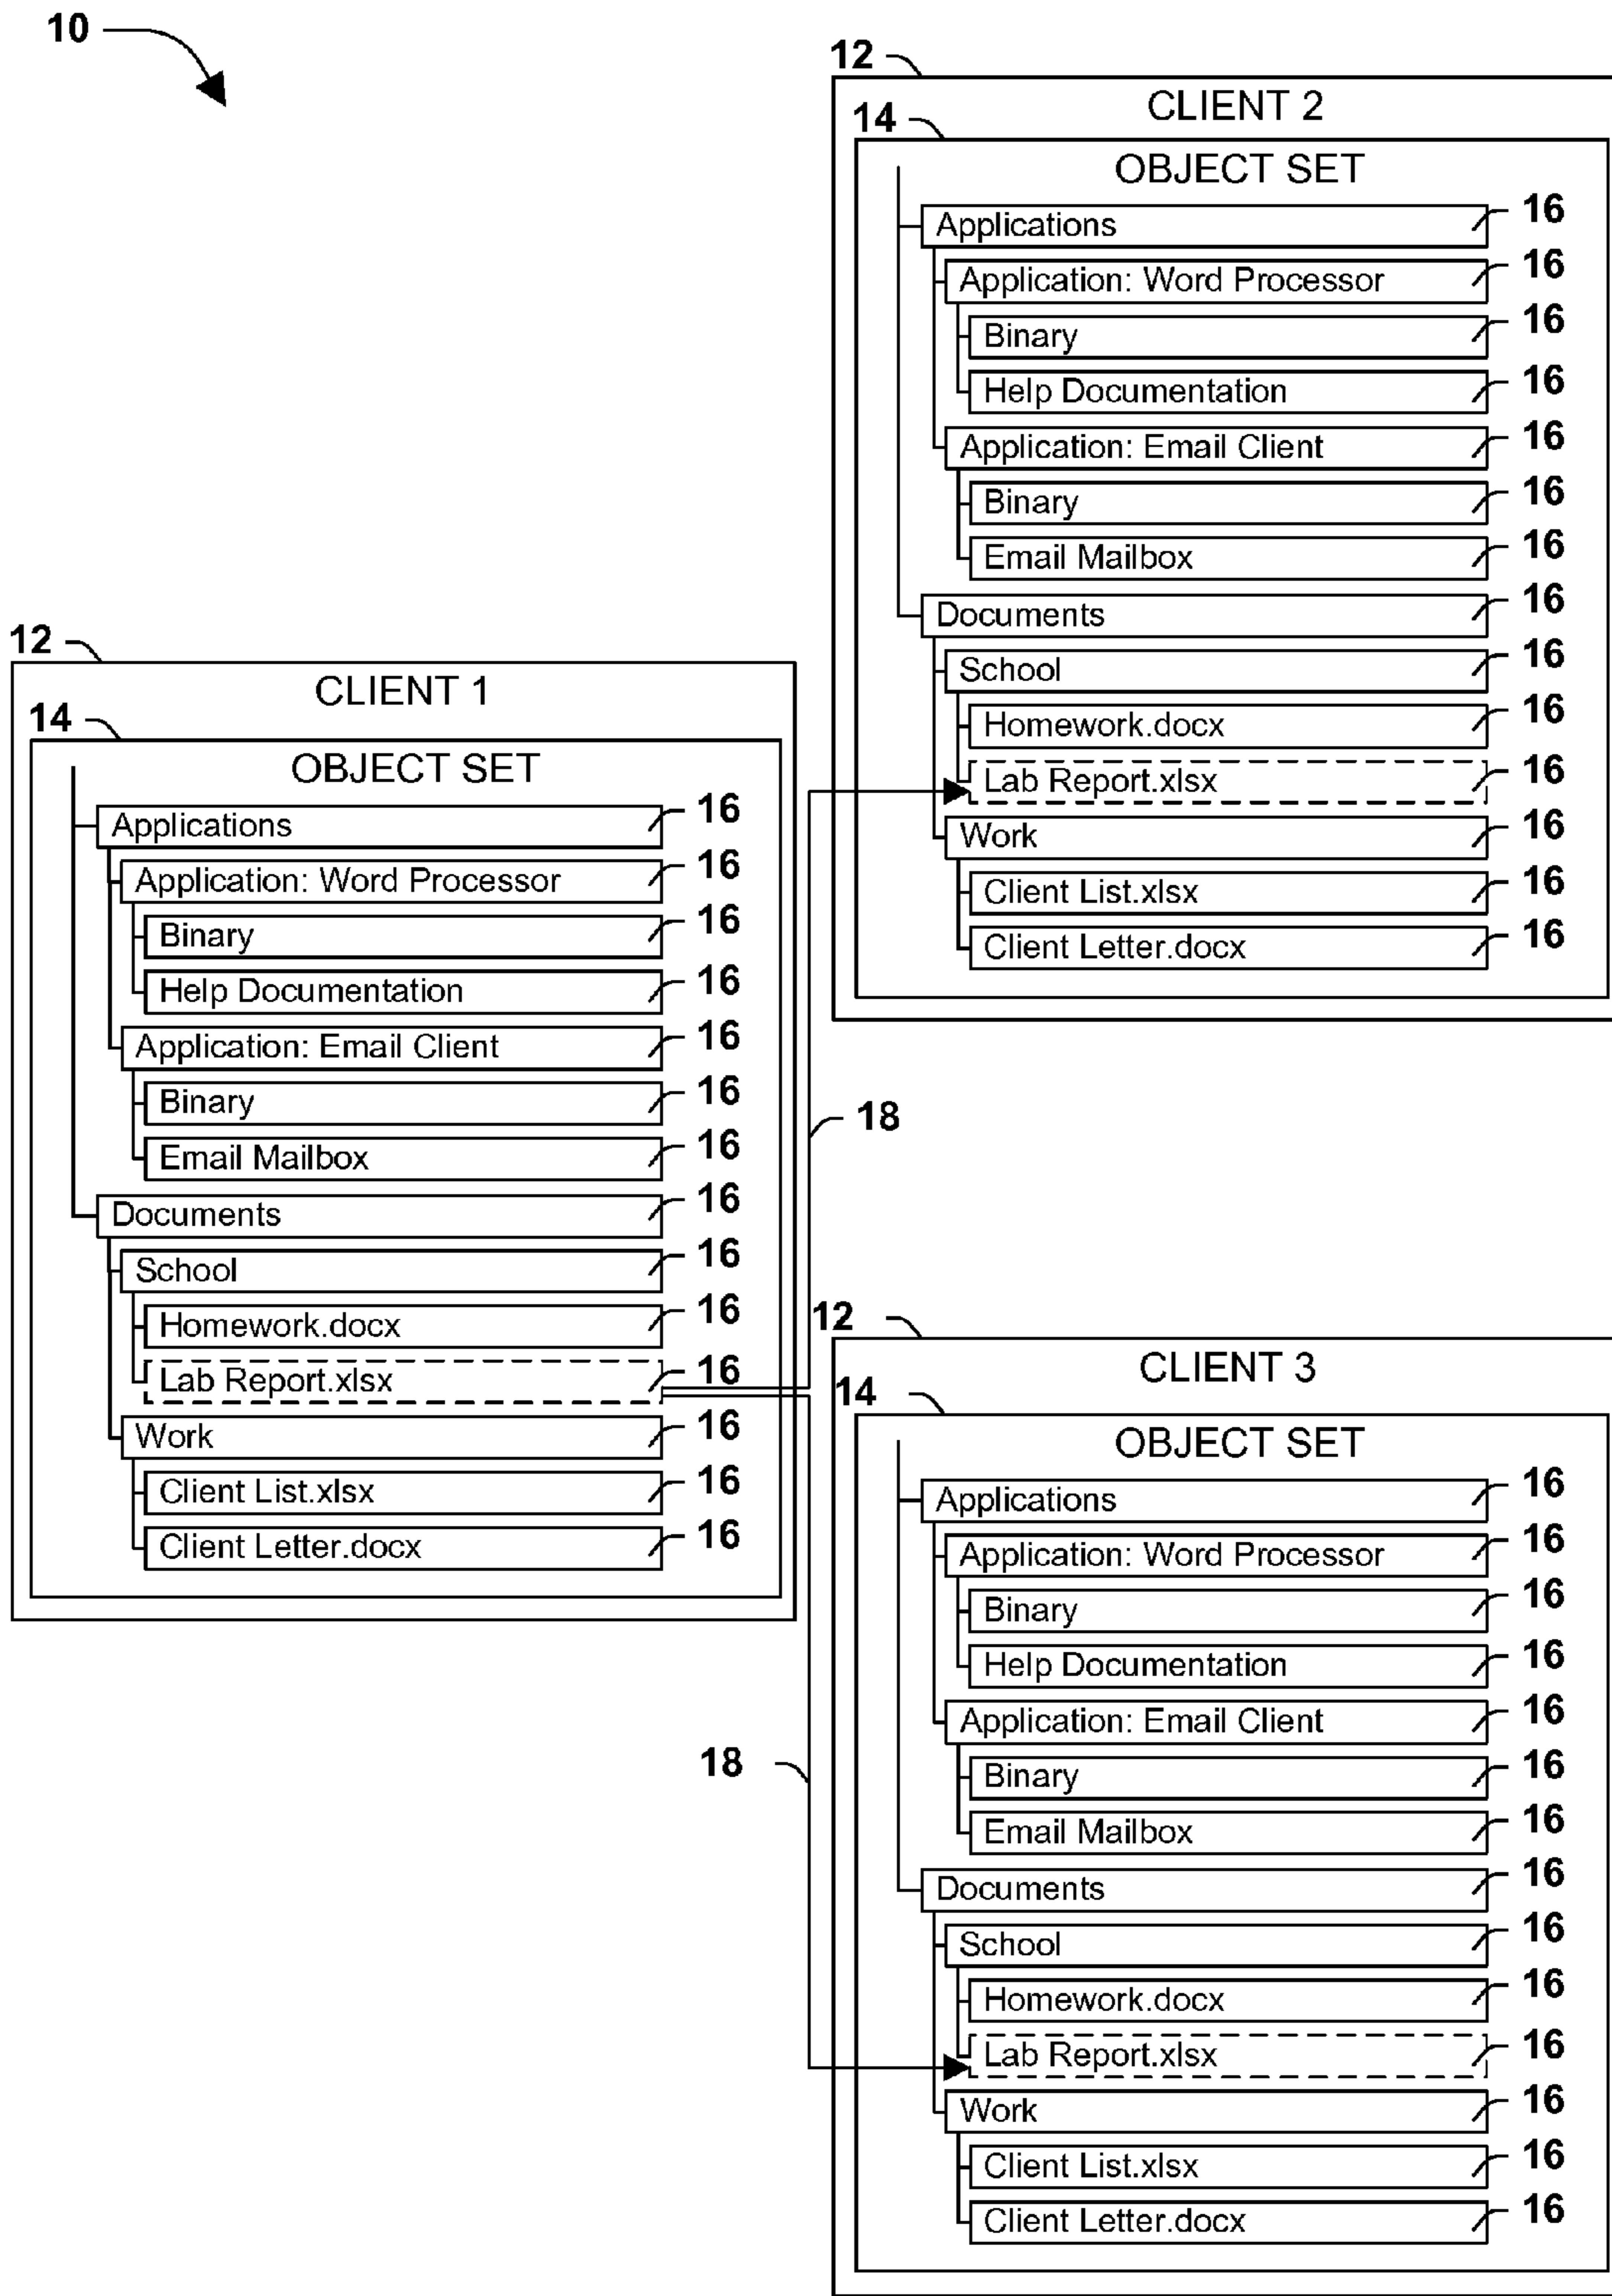 10
12
CLIENT 2
14
OBJECT SET
Applications 16
Application: Word Processor 16
Binary 16
Help Documentation 16
Application: Email Client 16
Binary 16
Email Mailbox 16
Documents 16
School 16
Homework.docx 16
Lab Report.xlsx 16
Work 16
Client List.xlsx 16
Client Letter.docx 16
12
CLIENT 1
14
OBJECT SET
Applications 16
Application: Word Processor 16
Binary 16
Help Documentation 16
Application: Email Client 16
Binary 16
Email Mailbox 16
Documents 16
School 16
Homework.docx 16
Lab Report.xlsx 16
Work 16
Client List.xlsx 16
Client Letter.docx 16
18
18
12
CLIENT 3
14
OBJECT SET
Applications 16
Application: Word Processor 16
Binary 16
Help Documentation 16
Application: Email Client 16
Binary 16
Email Mailbox 16
Documents 16
School 16
Homework.docx 16
Lab Report.xlsx 16
Work 16
Client List.xlsx 16
Client Letter.docx 16